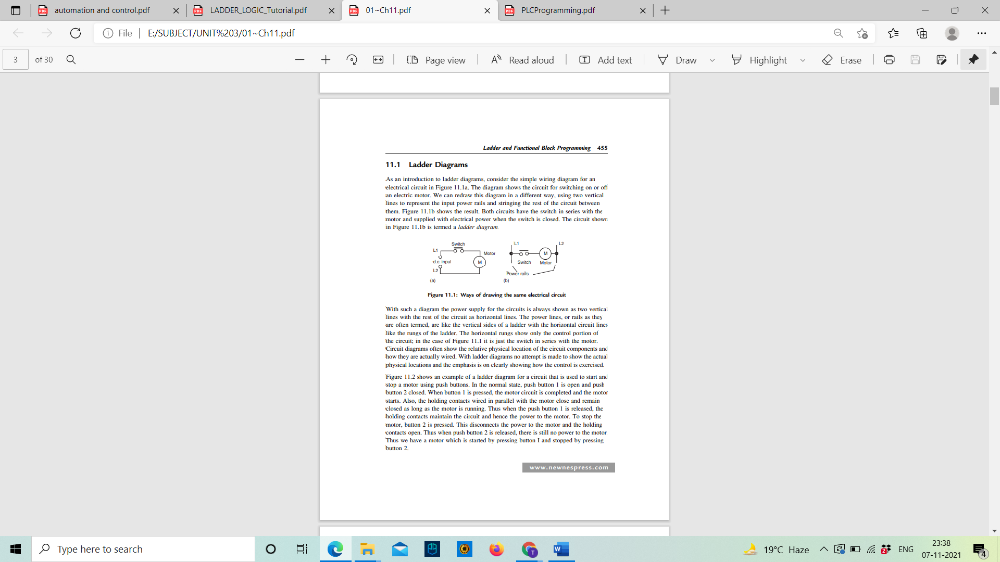 automation and control.pdf
LADDER_LOGIC_Tutorial.pdf
01~Ch11.pdf
PLCProgramming.pdf
File
E:/SUBJECT/UNIT%203/01~Ch11.pdf
3 of 30
Page view
Read aloud
Add text
Draw
Highlight
Erase
Ladder and Functional Block Programming 455
11.1 Ladder Diagrams
As an introduction to ladder diagrams, consider the simple wiring diagram for an
electrical circuit in Figure 11.1a. The diagram shows the circuit for switching on or off
an electric motor. We can redraw this diagram in a different way, using two vertical
lines to represent the input power rails and stringing the rest of the circuit between
them. Figure 11.1b shows the result. Both circuits have the switch in series with the
motor and supplied with electrical power when the switch is closed. The circuit shown
in Figure 11.1b is termed a ladder diagram.
Switch
L1
Motor
d.c. input
M
L2
(a)
L1
L2
M
Switch
Motor
Power rails
(b)
Figure 11.1: Ways of drawing the same electrical circuit
With such a diagram the power supply for the circuits is always shown as two vertical
lines with the rest of the circuit as horizontal lines. The power lines, or rails as they
are often termed, are like the vertical sides of a ladder with the horizontal circuit lines
like the rungs of the ladder. The horizontal rungs show only the control portion of
the circuit; in the case of Figure 11.1 it is just the switch in series with the motor.
Circuit diagrams often show the relative physical location of the circuit components and
how they are actually wired. With ladder diagrams no attempt is made to show the actual
physical locations and the emphasis is on clearly showing how the control is exercised.
Figure 11.2 shows an example of a ladder diagram for a circuit that is used to start and
stop a motor using push buttons. In the normal state, push button 1 is open and push
button 2 closed. When button 1 is pressed, the motor circuit is completed and the motor
starts. Also, the holding contacts wired in parallel with the motor close and remain
closed as long as the motor is running. Thus when the push button 1 is released, the
holding contacts maintain the circuit and hence the power to the motor. To stop the
motor, button 2 is pressed. This disconnects the power to the motor and the holding
contacts open. Thus when push button 2 is released, there is still no power to the motor.
Thus we have a motor which is started by pressing button I and stopped by pressing
button 2.
www.newnespress.com
Type here to search
19°C Haze
ENG
23:38
07-11-2021
4